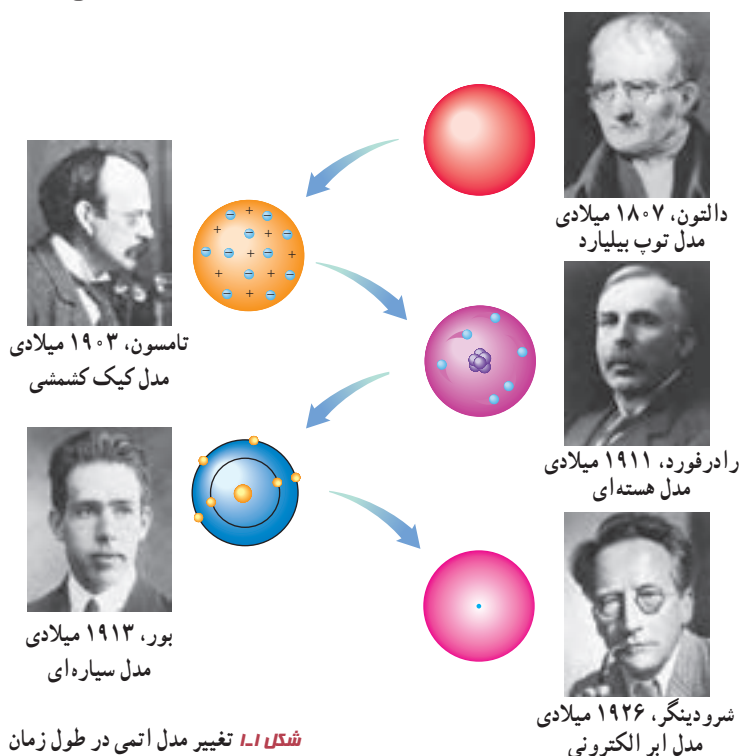 دالتون، ۱۸۰۷ میلادی
مدل توپ بیلیارد
تامسون، ۱۹۰۳ میلادی
مدل کیک کشمشی
رادرفورد، ۱۹۱۱ میلادی
مدل هسته‌ای
بور، ۱۹۱۳ میلادی
مدل سیاره‌ای
شرودینگر، ۱۹۲۶ میلادی
مدل ابر الکترونی
شکل ۱ـ۱ تغییر مدل اتمی در طول زمان